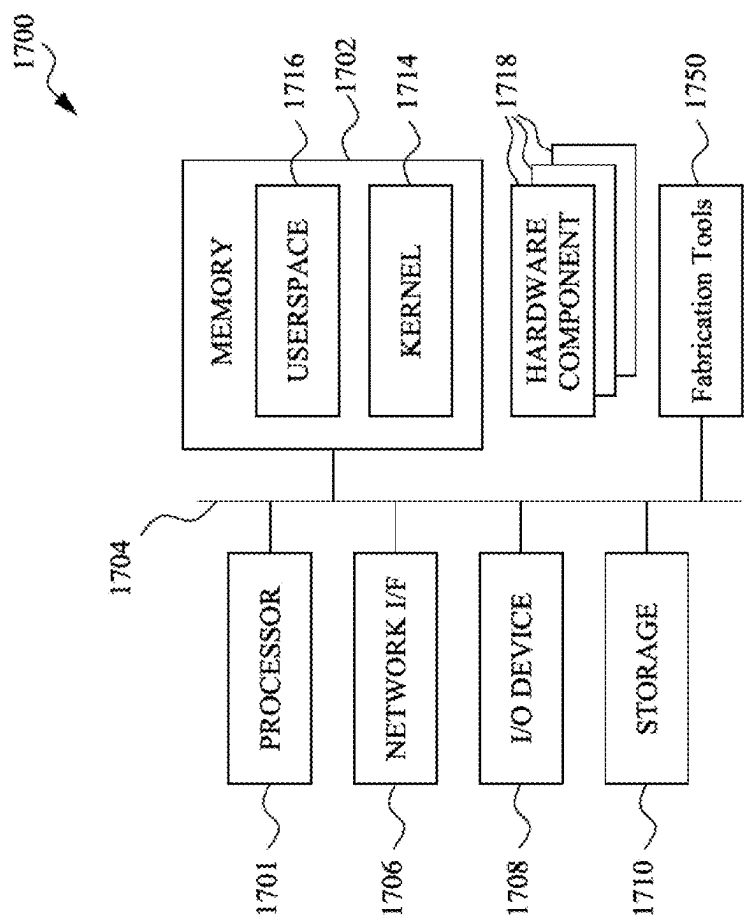 1700
1704
1701
PROCESSOR
1706
NETWORK I/F
1708
I/O DEVICE
1710
STORAGE
MEMORY
USERSPACE
1716
1702
KERNEL
1714
HARDWARE
COMPONENT
1718
Fabrication Tools
1750